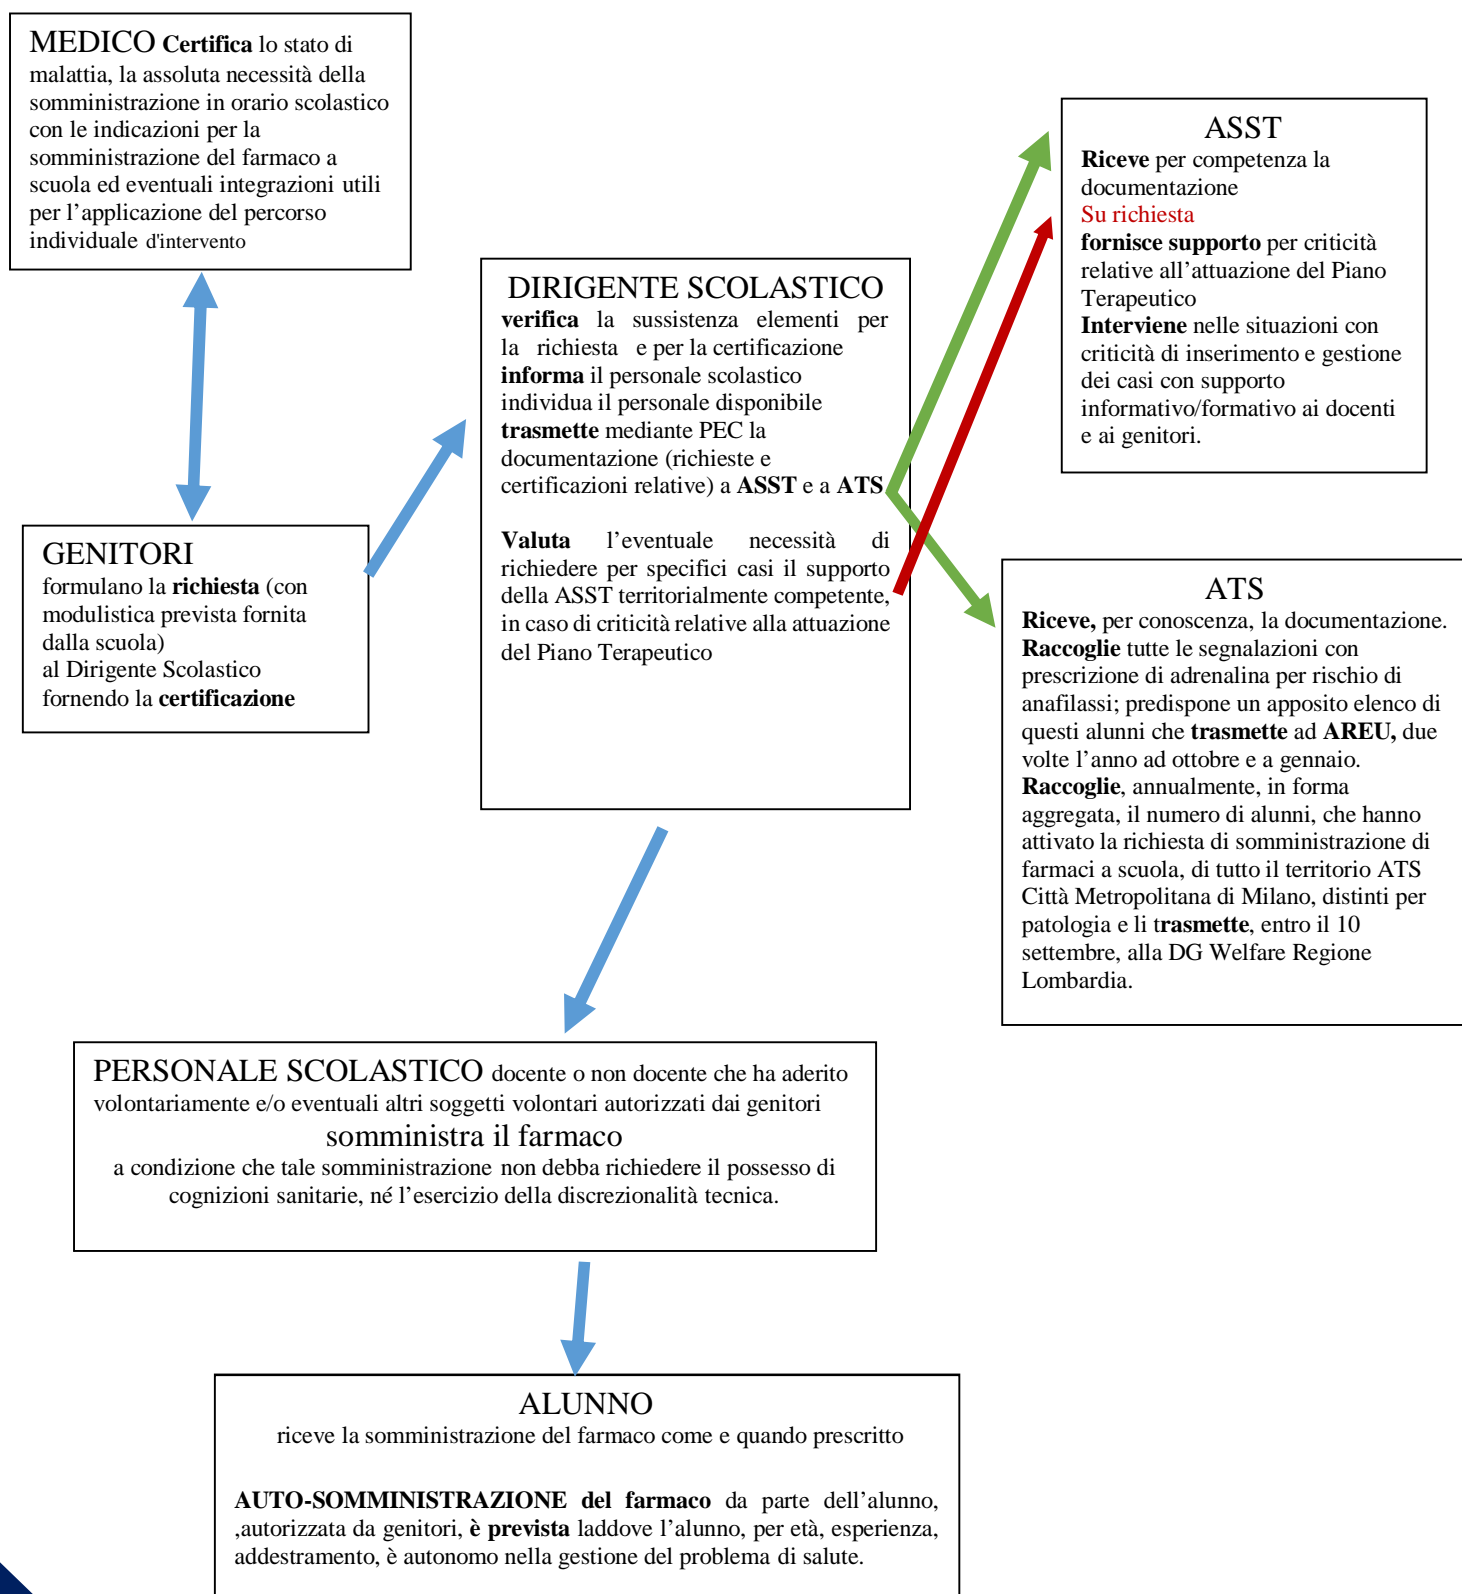 MEDICO Certifica lo stato di
malattia, la assoluta necessità della
somministrazione in orario scolastico
con le indicazioni per la
somministrazione del farmaco a
scuola ed eventuali integrazioni utili
per l’applicazione del percorso
individuale d'intervento
GENITORI
formulano la richiesta (con
modulistica prevista fornita
dalla scuola)
al Dirigente Scolastico
fornendo la certificazione
DIRIGENTE SCOLASTICO
verifica la sussistenza elementi per
la richiesta e per la certificazione
informa il personale scolastico
individua il personale disponibile
trasmette mediante PEC la
documentazione (richieste e
certificazioni relative) a ASST e a ATS
Valuta l’eventuale necessità di
richiedere per specifici casi il supporto
della ASST territorialmente competente,
in caso di criticità relative alla attuazione
del Piano Terapeutico
ASST
Riceve per competenza la
documentazione
Su richiesta
fornisce supporto per criticità
relative all’attuazione del Piano
Terapeutico
Interviene nelle situazioni con
criticità di inserimento e gestione
dei casi con supporto
informativo/formativo ai docenti
e ai genitori.
ATS
Riceve, per conoscenza, la documentazione.
Raccoglie tutte le segnalazioni con
prescrizione di adrenalina per rischio di
anafilassi; predispone un apposito elenco di
questi alunni che trasmette ad AREU, due
volte l’anno ad ottobre e a gennaio.
Raccoglie, annualmente, in forma
aggregata, il numero di alunni, che hanno
attivato la richiesta di somministrazione di
farmaci a scuola, di tutto il territorio ATS
Città Metropolitana di Milano, distinti per
patologia e li trasmette, entro il 10
settembre, alla DG Welfare Regione
Lombardia.
PERSONALE SCOLASTICO docente o non docente che ha aderito
volontariamente e/o eventuali altri soggetti volontari autorizzati dai genitori
somministra il farmaco
a condizione che tale somministrazione non debba richiedere il possesso di
cognizioni sanitarie, né l’esercizio della discrezionalità tecnica.
ALUNNO
riceve la somministrazione del farmaco come e quando prescritto
AUTO-SOMMINISTRAZIONE del farmaco da parte dell’alunno,
,autorizzata da genitori, è prevista laddove l’alunno, per età, esperienza,
addestramento, è autonomo nella gestione del problema di salute.